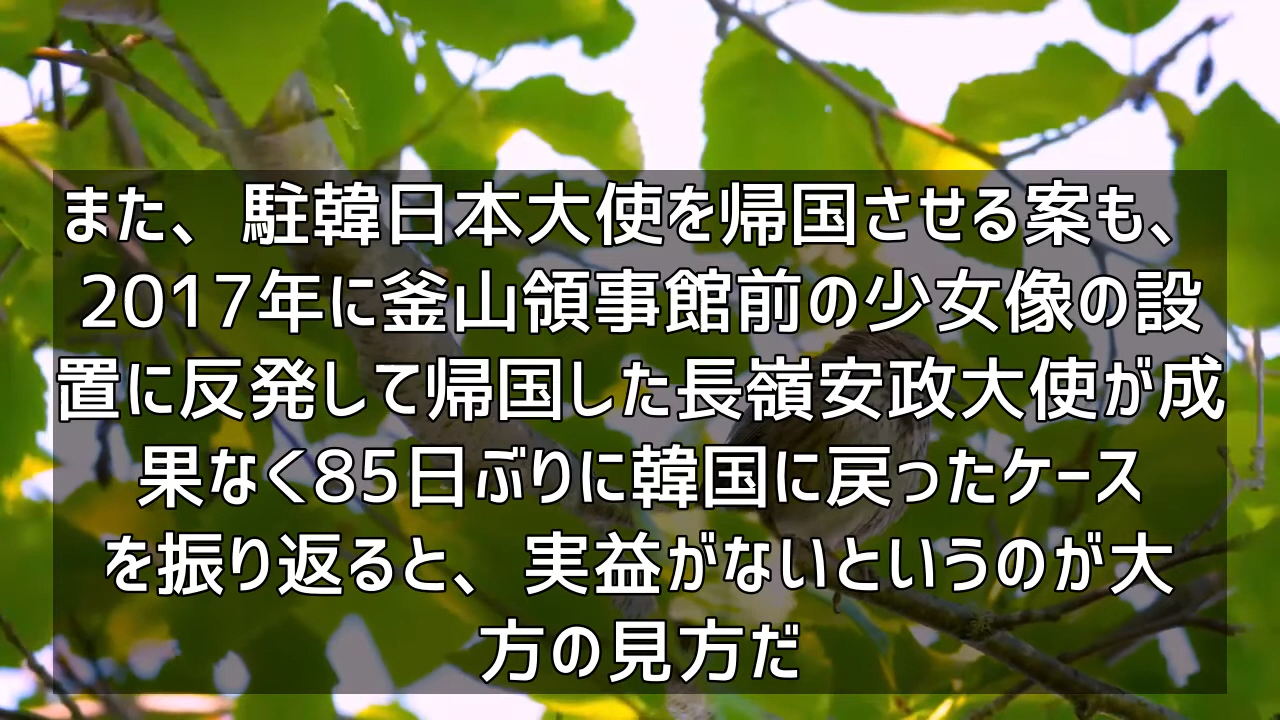 また、駐韓日本大使を帰国させる案も、
2017年に釜山領事館前の少女像の設
置に反発して帰国した長嶺安政大使が成
果なく85日ぶりに韓国に戻ったケース
を振り返ると、実益がないというのが大
方の見方だ